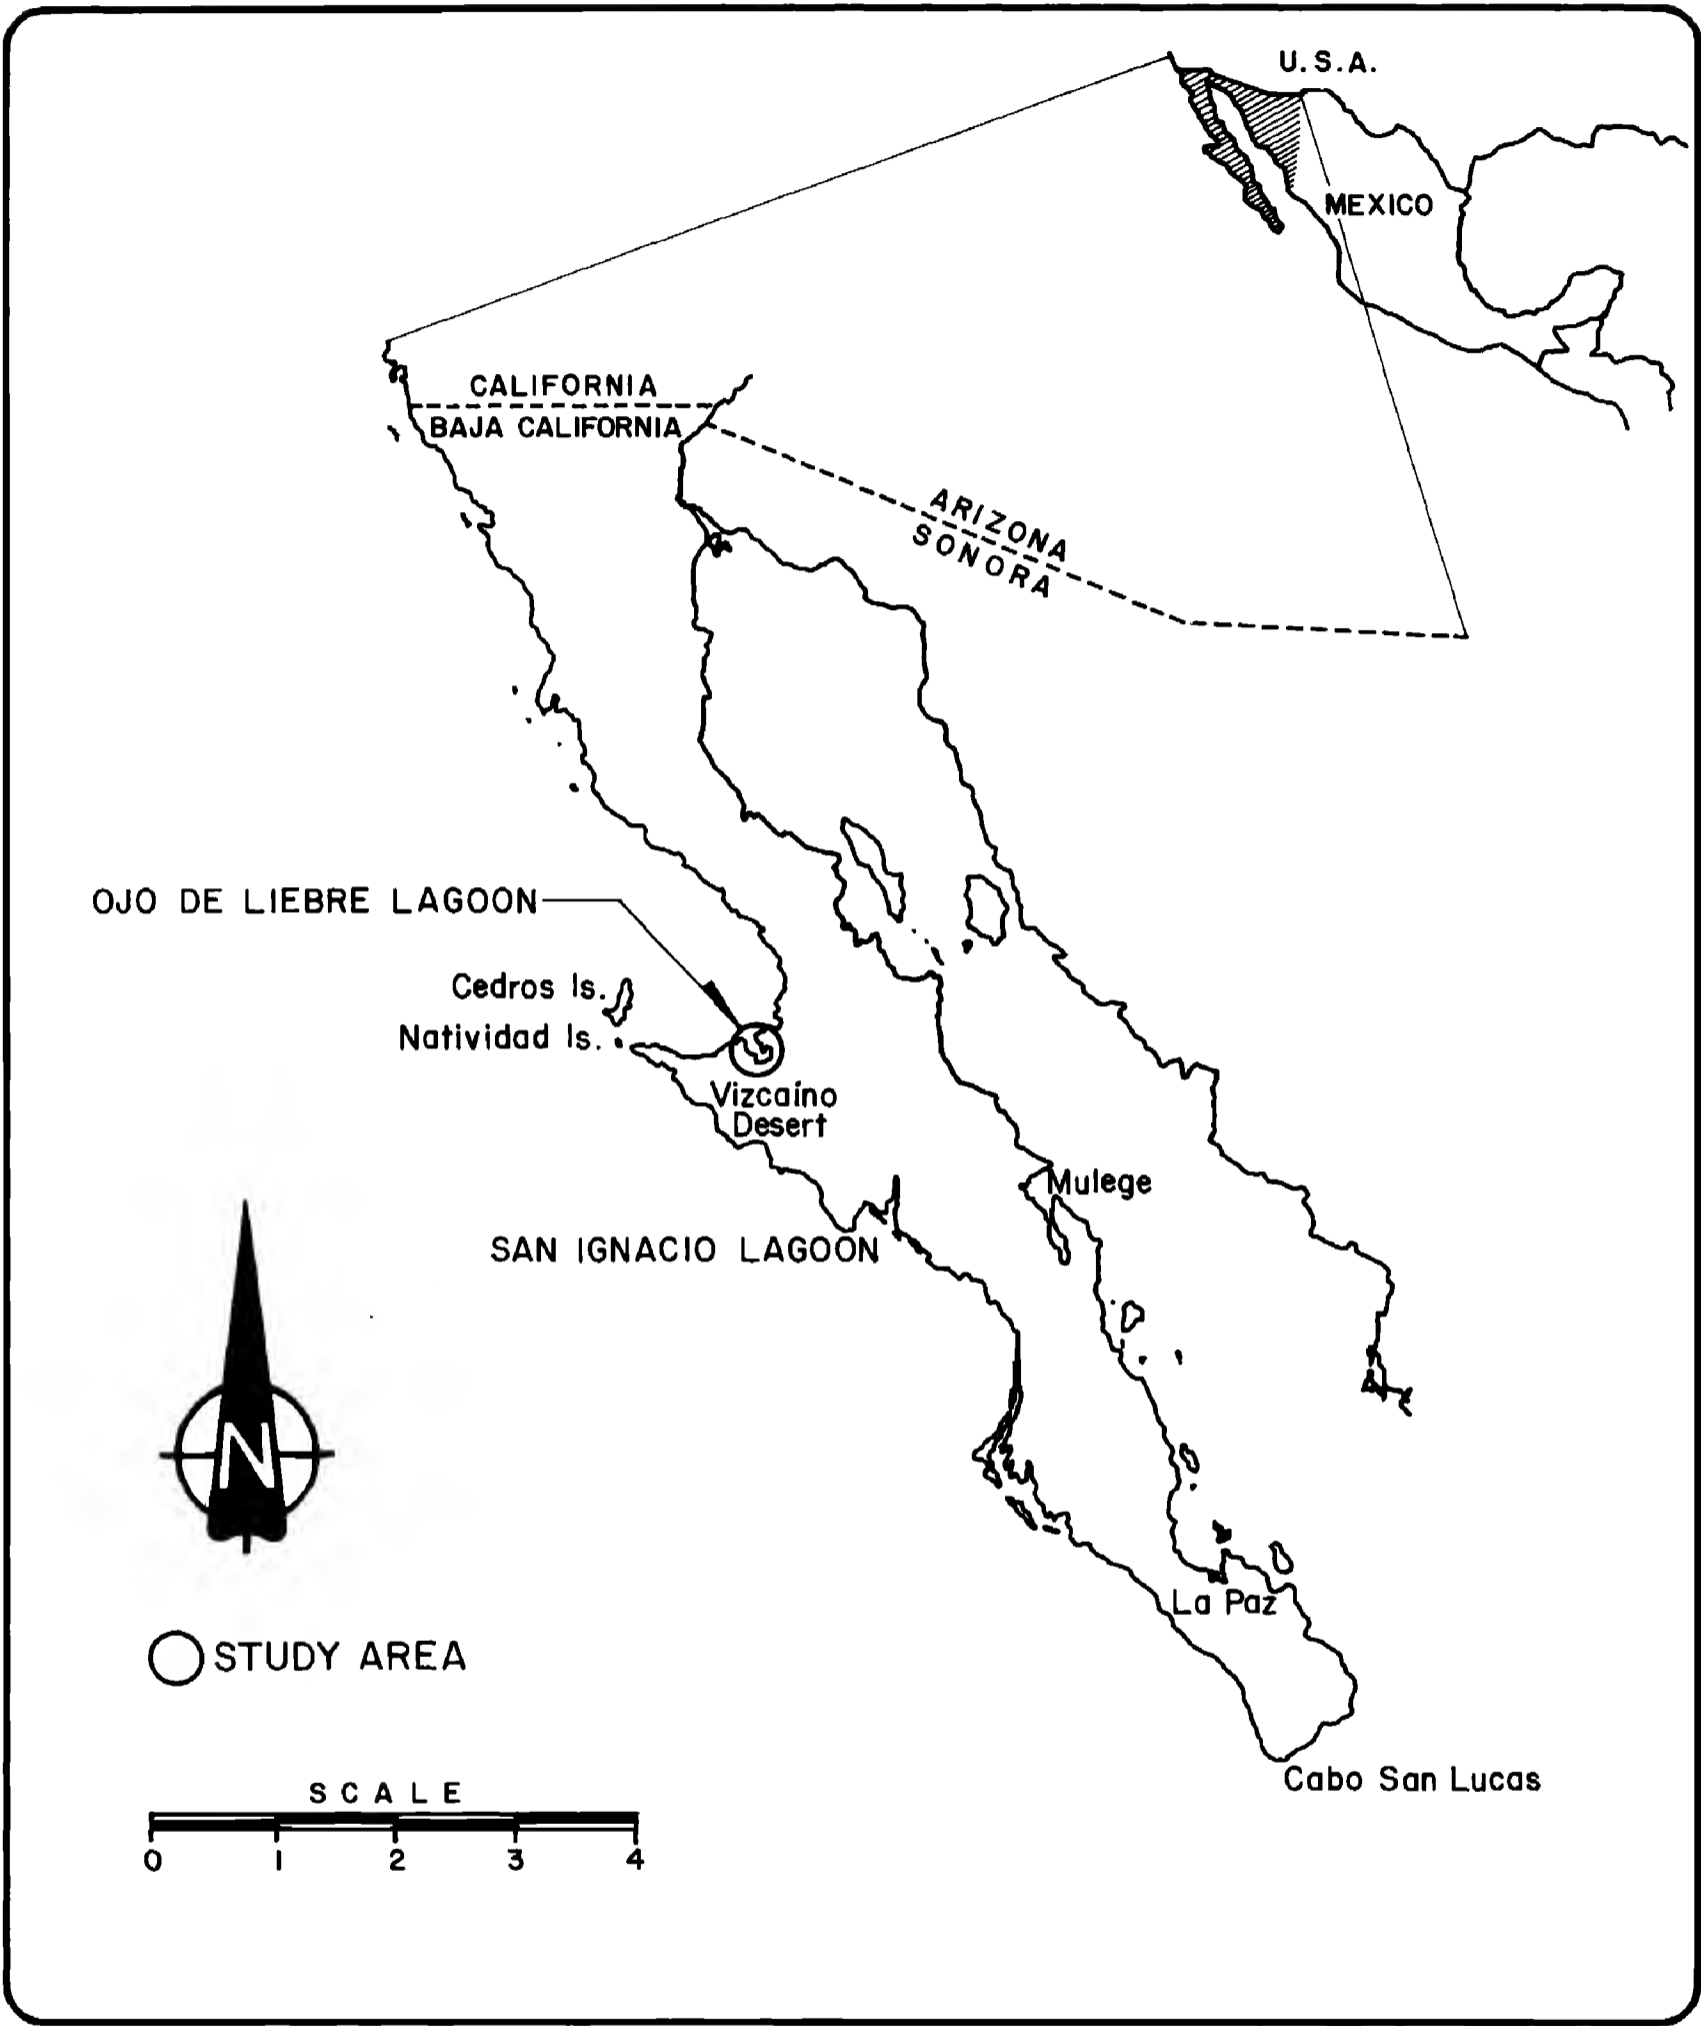 U.S.A.
MEXICO
CALIFORNIA
BAJA CALIFORNIA
ARIZONA
SONORA
OJO DE LIEBRE LAGOON
Cedros Is.
Natividad Is.
Vizcaíno
Desert
Mulege
SAN IGNACIO LAGOON
N
La Paz
STUDY AREA
Cabo San Lucas
SCALE
0 1 2 3 4